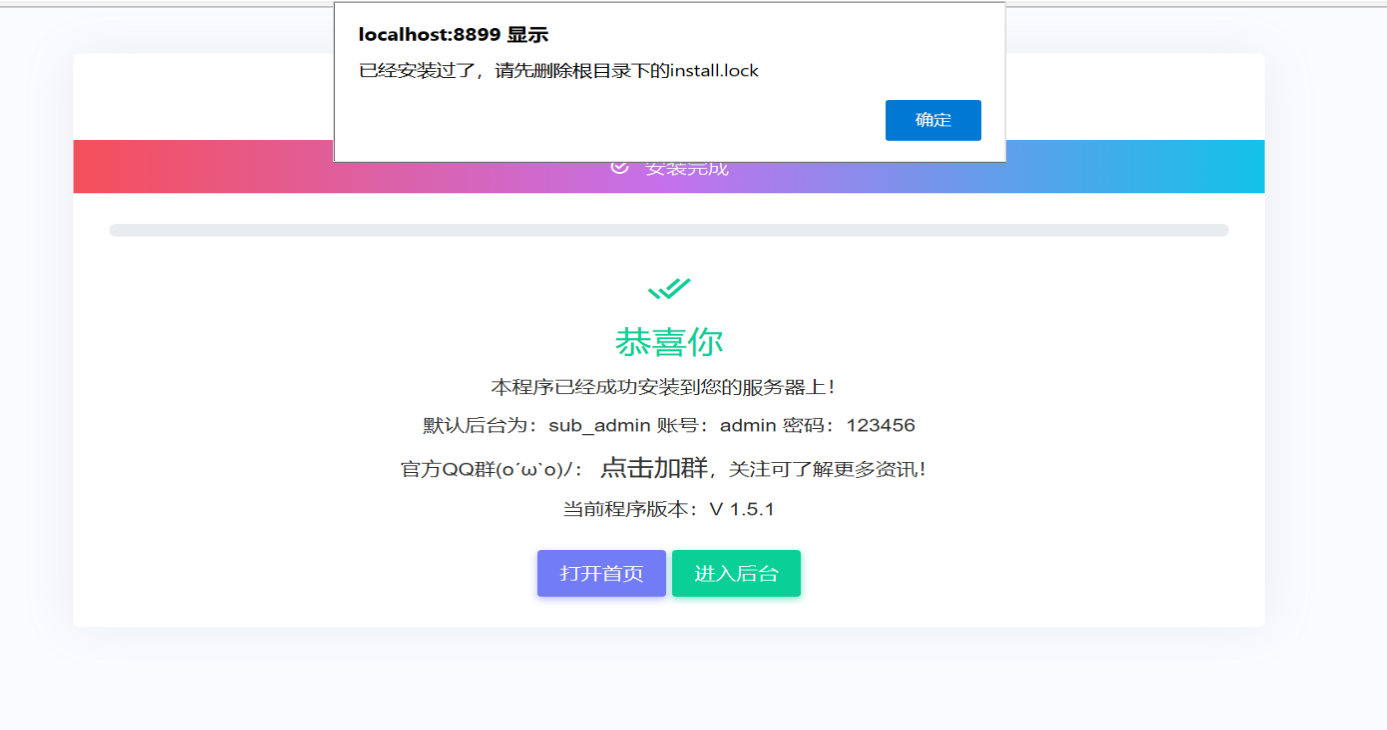 localhost:8899 显示
已经安装过了，请先删除根目录下的install.lock
确定
安装完成
恭喜你
本程序已经成功安装到您的服务器上！
默认后台为：sub_admin 账号：admin 密码：123456
官方QQ群(o´ω`o)ﾉ： 点击加群，关注可了解更多资讯！
当前程序版本：V 1.5.1
打开首页 进入后台